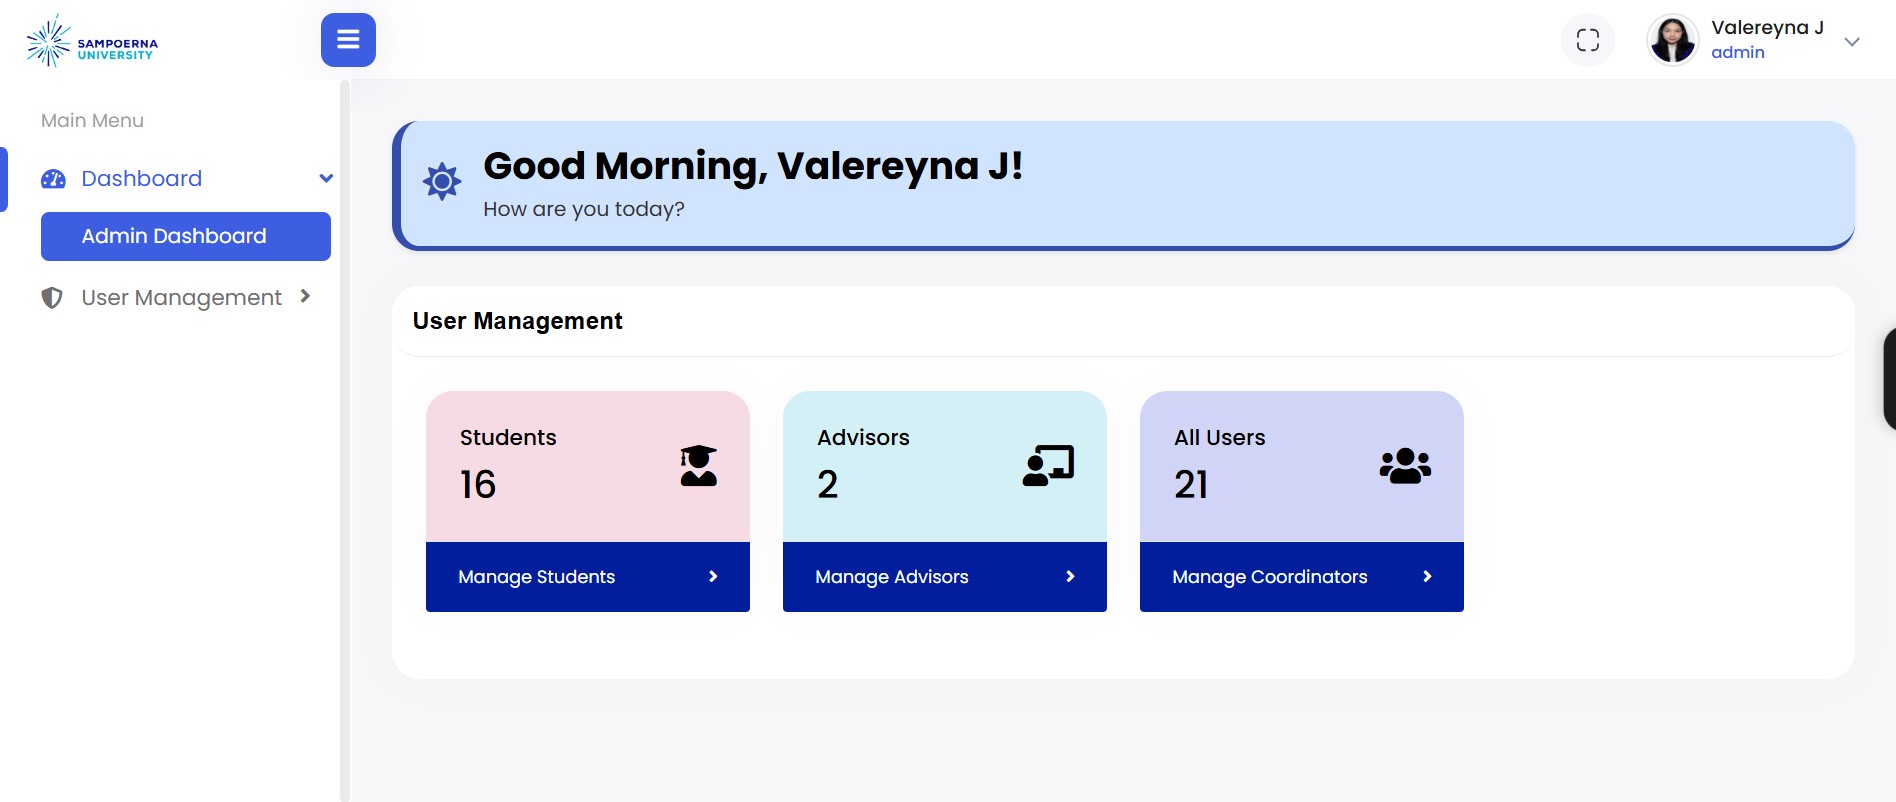 SAMPOERNA
UNIVERSITY
Valereyna J
admin
Main Menu
Dashboard
Admin Dashboard
User Management
Good Morning, Valereyna J!
How are you today?
User Management
Students
16
Manage Students
Advisors
2
Manage Advisors
All Users
21
Manage Coordinators